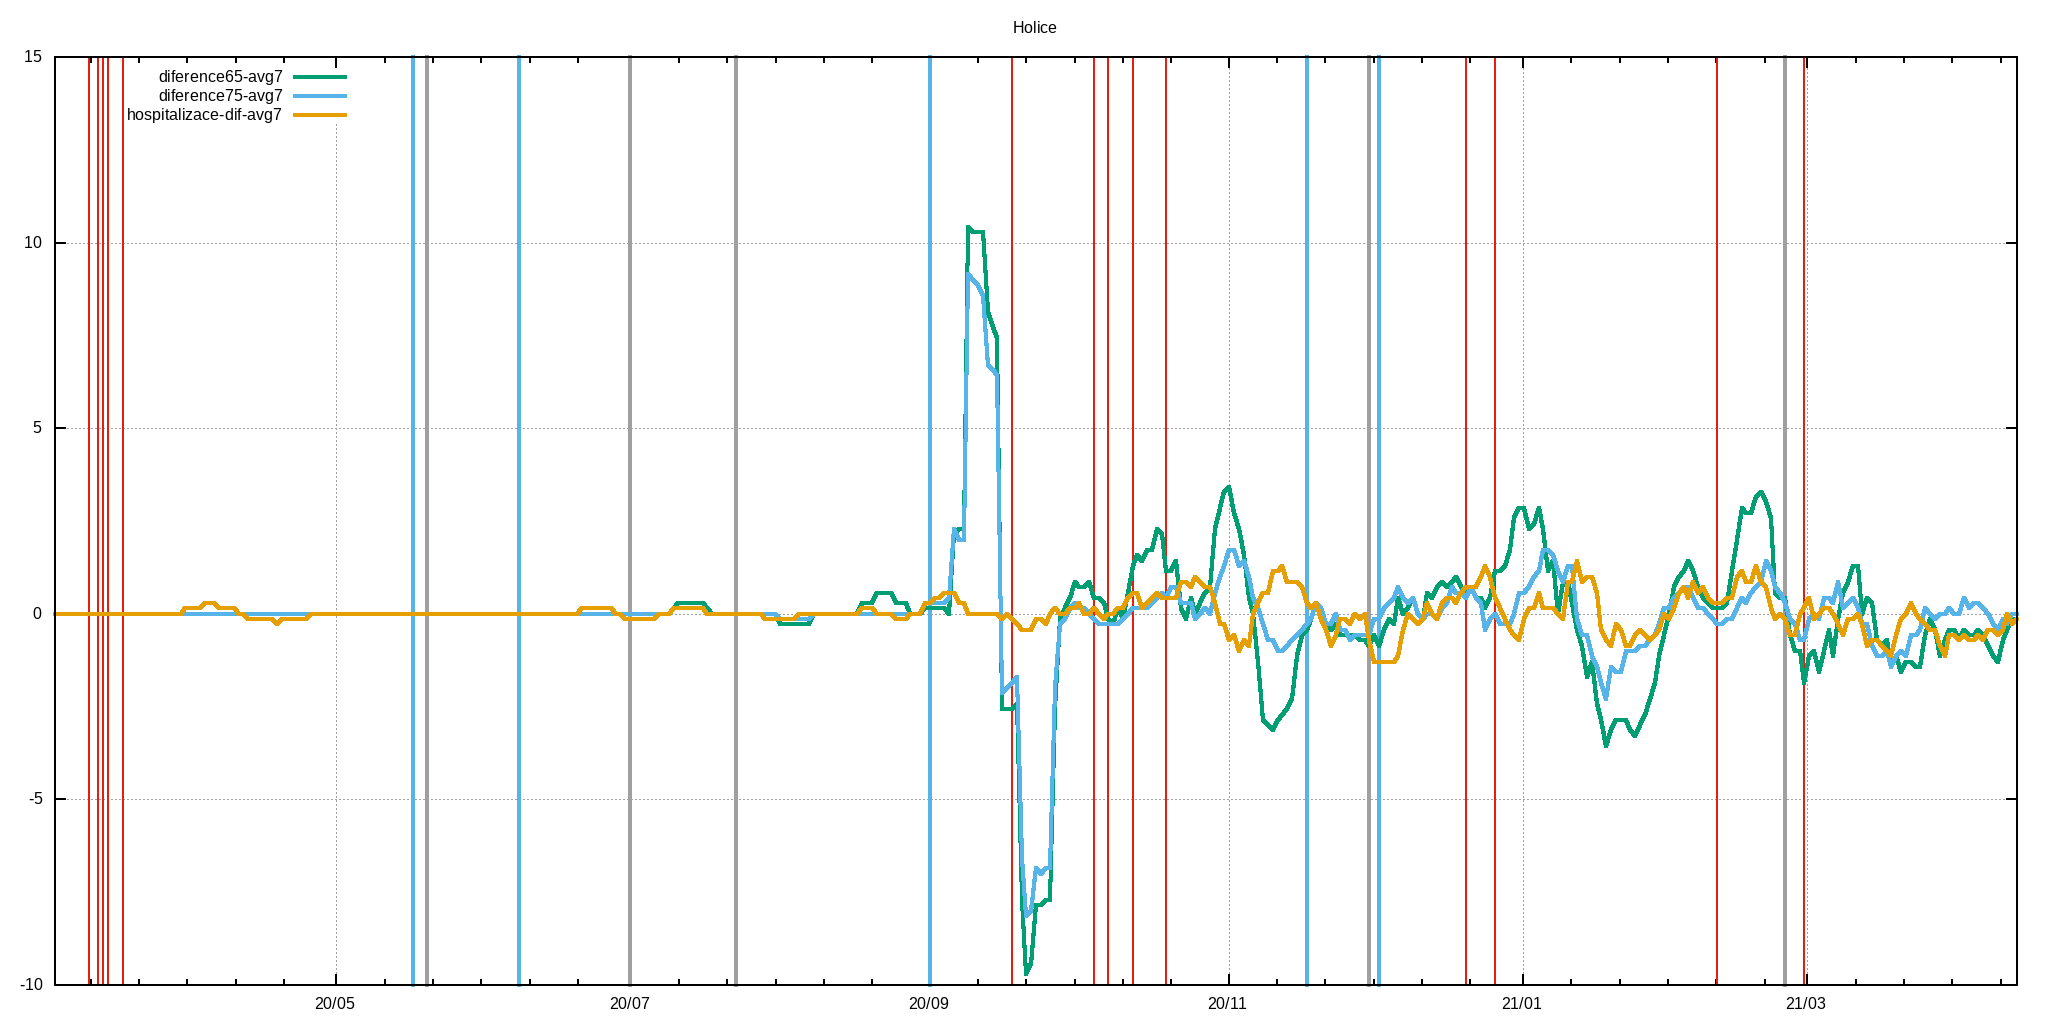 Holice
15
diference65-avg7
diference75-avg7
hospitalizace-dif-avg7
10
5
0
-5
-10
20/05 20/07 20/09 20/11 21/01 21/03